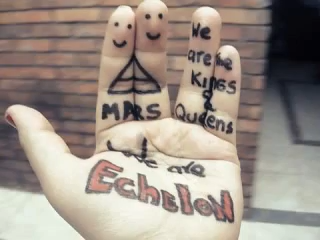 We
are the
KINGS
&
Queens
MARS
We are
EchEloN